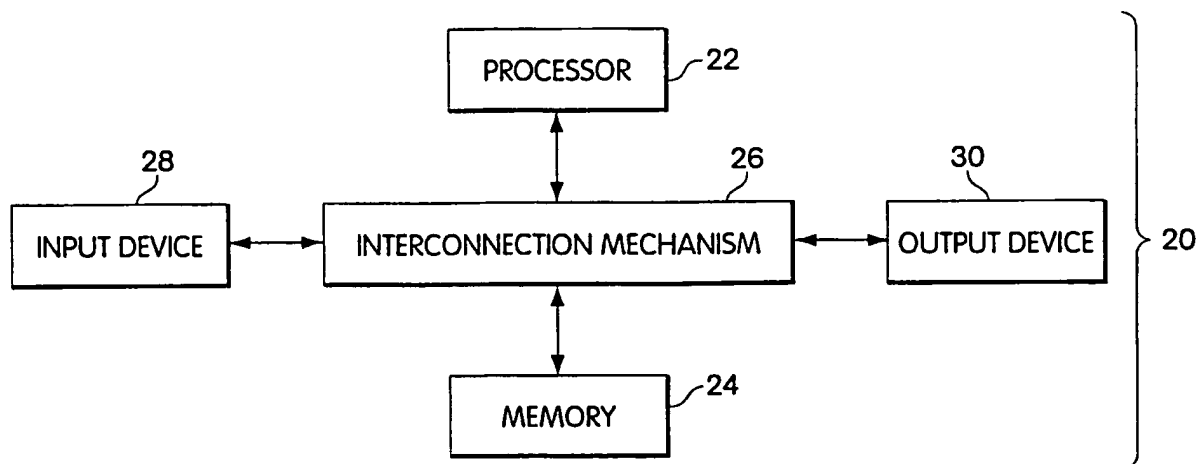 PROCESSOR
22
28
26
30
INPUT DEVICE
INTERCONNECTION MECHANISM
OUTPUT DEVICE
20
MEMORY
24